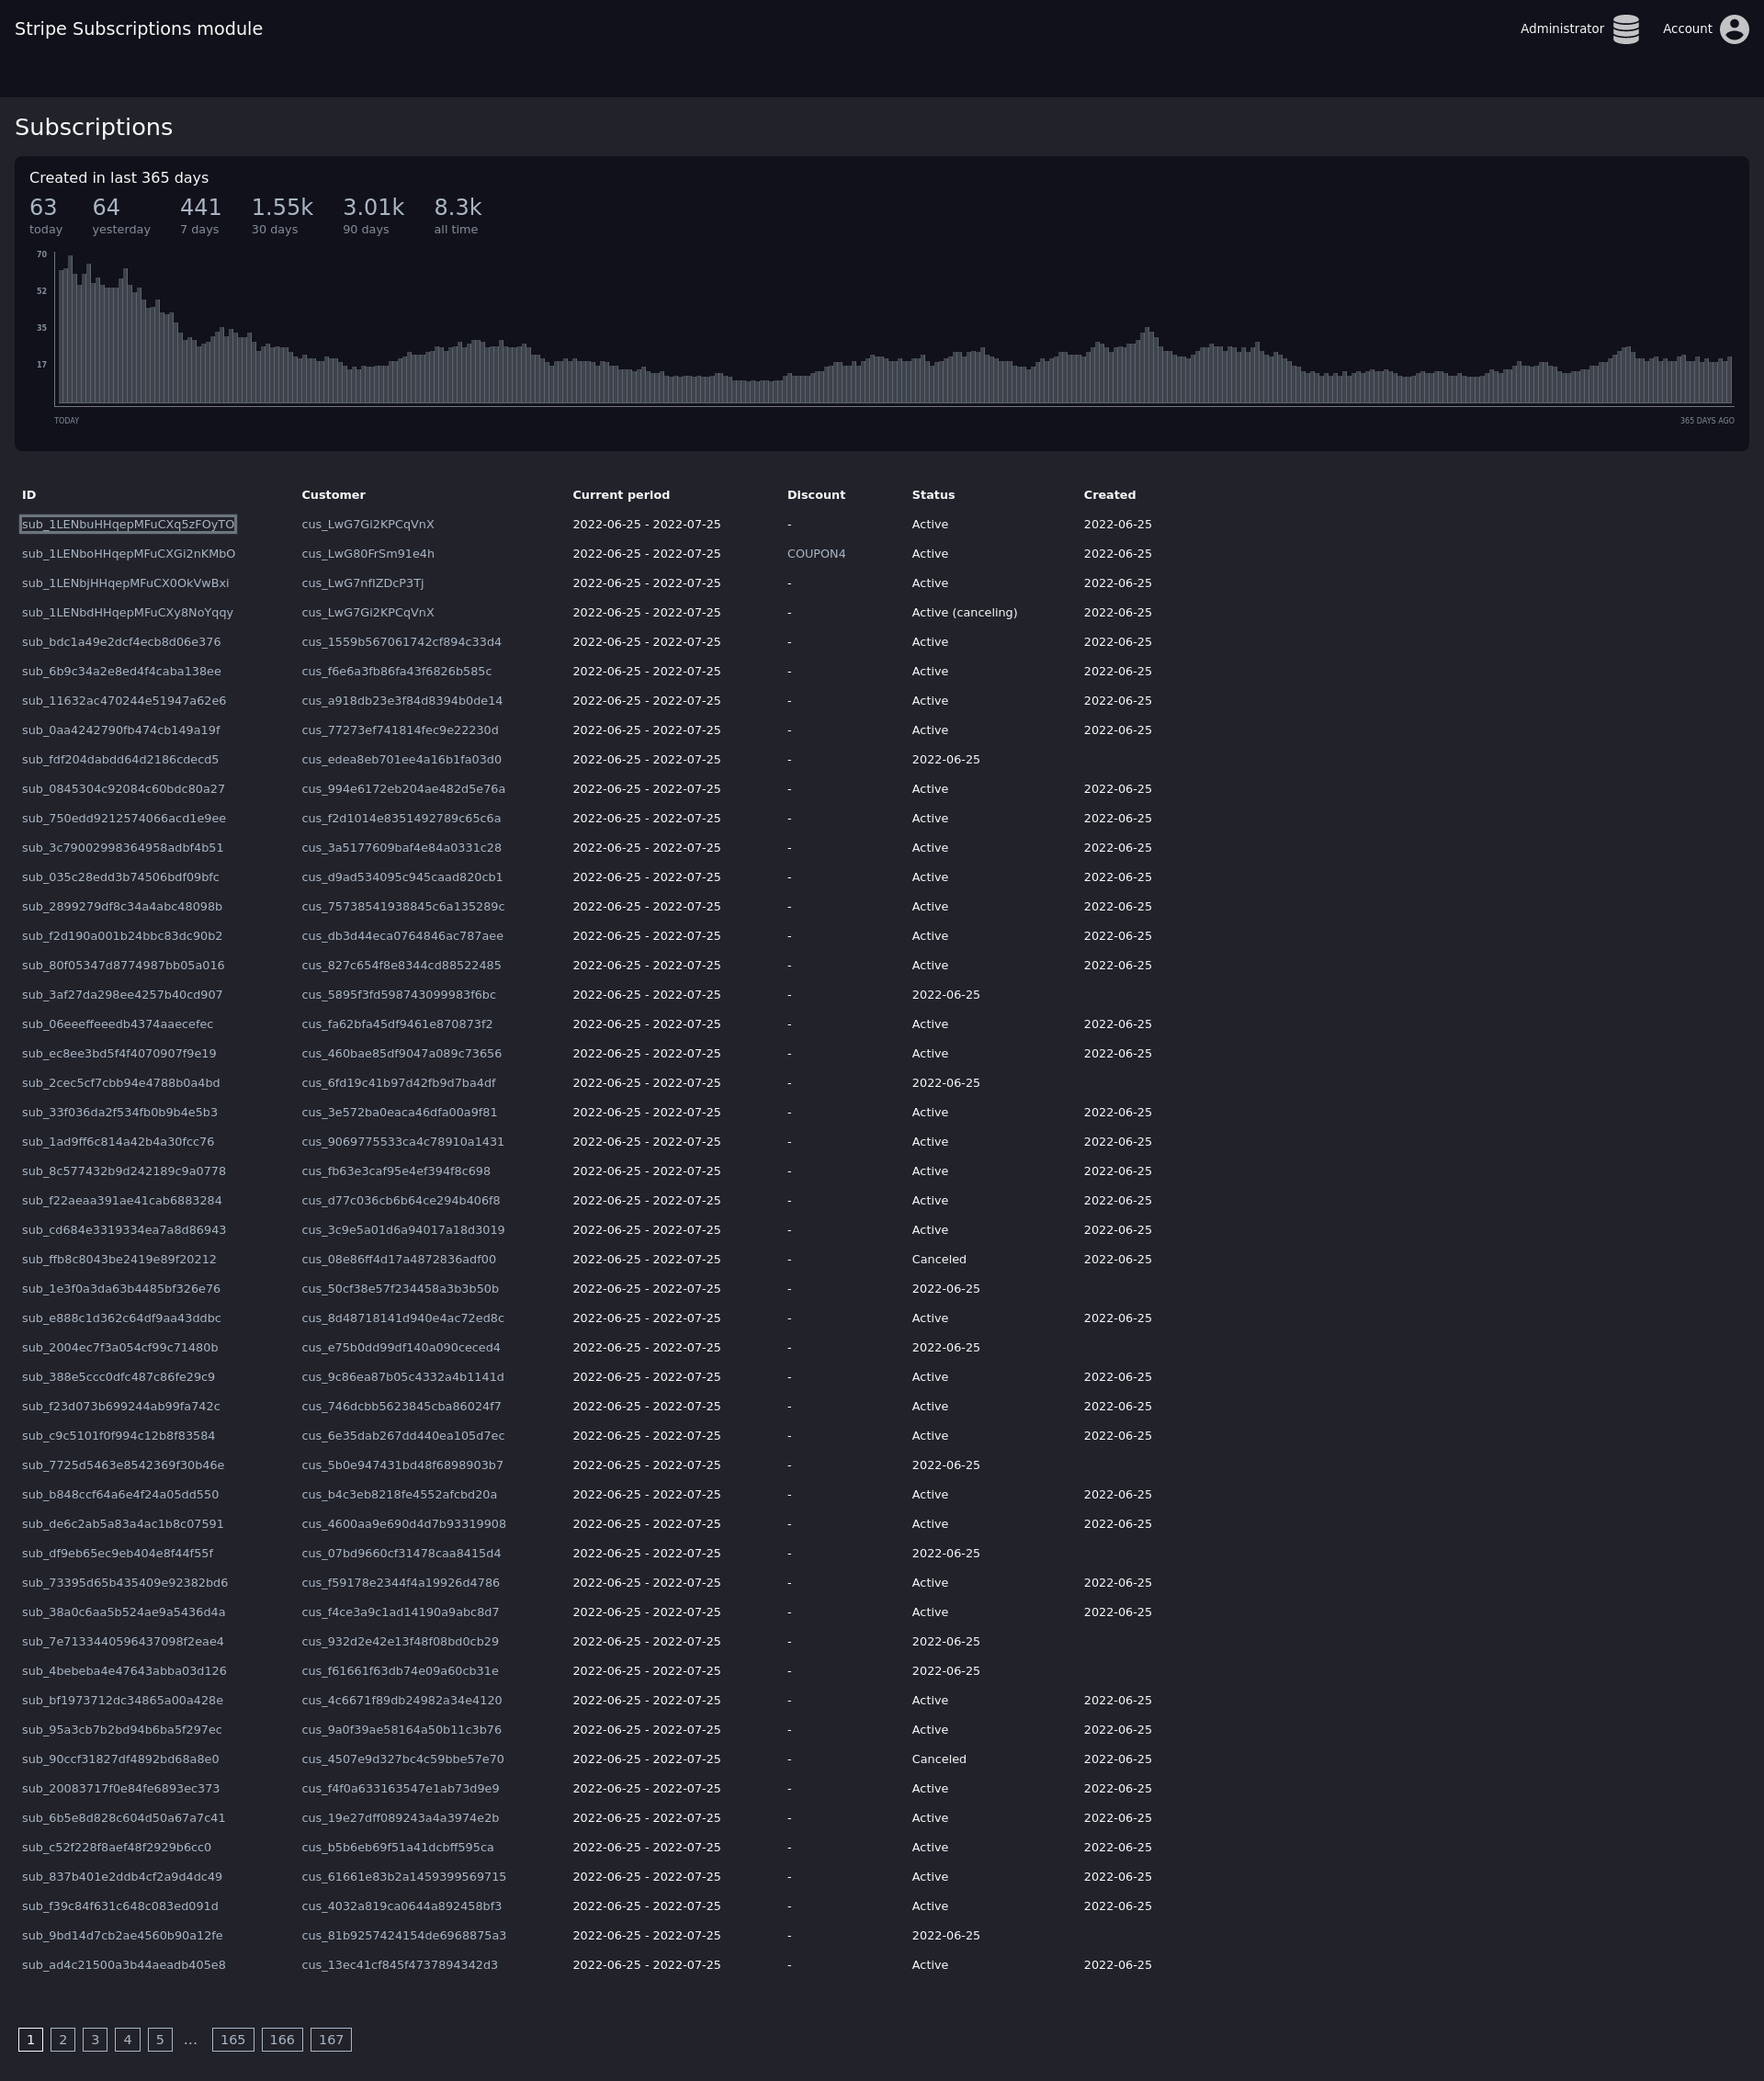 Stripe Subscriptions module
Administrator Account
Subscriptions
Created in last 365 days
63 64 441 1.55k 3.01k 8.3k
today yesterday 7 days 30 days 90 days all time
70
52
35
17
TODAY 365 DAYS AGO
ID Customer Current period Discount Status Created
sub_1LENbuHHqepMFuCXq5zFOyTO cus_LwG7Gi2KPCqVnX 2022-06-25 - 2022-07-25 - Active 2022-06-25
sub_1LENboHHqepMFuCXGi2nKMbO cus_LwG80FrSm91e4h 2022-06-25 - 2022-07-25 COUPON4 Active 2022-06-25
sub_1LENbJHHqepMFuCX0OkVwBxi cus_LwG7nfIZDcP3Tj 2022-06-25 - 2022-07-25 - Active 2022-06-25
sub_1LENbdHHqepMFuCXy8NoYqqy cus_LwG7Gi2KPCqVnX 2022-06-25 - 2022-07-25 - Active (canceling) 2022-06-25
sub_bdc1a49e2dcf4ecb8d06e376 cus_1559b567061742cf894c33d4 2022-06-25 - 2022-07-25 - Active 2022-06-25
sub_6b9c34a2e8ed4f4caba138ee cus_f6e6a3fb86fa43f6826b585c 2022-06-25 - 2022-07-25 - Active 2022-06-25
sub_11632ac470244e51947a62e6 cus_a918db23e3f84d8394b0de14 2022-06-25 - 2022-07-25 - Active 2022-06-25
sub_0aa4242790fb474cb149a19f cus_77273ef741814fec9e22230d 2022-06-25 - 2022-07-25 - Active 2022-06-25
sub_fdf204dabdd64d2186cdecd5 cus_edea8eb701ee4a16b1fa03d0 2022-06-25 - 2022-07-25 - 2022-06-25
sub_0845304c92084c60bdc80a27 cus_994e6172eb204ae482d5e76a 2022-06-25 - 2022-07-25 - Active 2022-06-25
sub_750edd9212574066acd1e9ee cus_f2d1014e8351492789c65c6a 2022-06-25 - 2022-07-25 - Active 2022-06-25
sub_3c79002998364958adbf4b51 cus_3a5177609baf4e84a0331c28 2022-06-25 - 2022-07-25 - Active 2022-06-25
sub_035c28edd3b74506bdf09bfc cus_d9ad534095c945caad820cb1 2022-06-25 - 2022-07-25 - Active 2022-06-25
sub_2899279df8c34a4abc48098b cus_75738541938845c6a135289c 2022-06-25 - 2022-07-25 - Active 2022-06-25
sub_f2d190a001b24bbc83dc90b2 cus_db3d44eca0764846ac787aee 2022-06-25 - 2022-07-25 - Active 2022-06-25
sub_80f05347d8774987bb05a016 cus_827c654f8e8344cd88522485 2022-06-25 - 2022-07-25 - Active 2022-06-25
sub_3af27da298ee4257b40cd907 cus_5895f3fd598743099983f6bc 2022-06-25 - 2022-07-25 - 2022-06-25
sub_06eeeffeeedb4374aaecefec cus_fa62bfa45df9461e870873f2 2022-06-25 - 2022-07-25 - Active 2022-06-25
sub_ec8ee3bd5f4f4070907f9e19 cus_460bae85df9047a089c73656 2022-06-25 - 2022-07-25 - Active 2022-06-25
sub_2cec5cf7cbb94e4788b0a4bd cus_6fd19c41b97d42fb9d7ba4df 2022-06-25 - 2022-07-25 - 2022-06-25
sub_33f036da2f534fb0b9b4e5b3 cus_3e572ba0eaca46dfa00a9f81 2022-06-25 - 2022-07-25 - Active 2022-06-25
sub_1ad9ff6c814a42b4a30fcc76 cus_9069775533ca4c78910a1431 2022-06-25 - 2022-07-25 - Active 2022-06-25
sub_8c577432b9d242189c9a0778 cus_fb63e3caf95e4ef394f8c698 2022-06-25 - 2022-07-25 - Active 2022-06-25
sub_f22aeaa391ae41cab6883284 cus_d77c036cb6b64ce294b406f8 2022-06-25 - 2022-07-25 - Active 2022-06-25
sub_cd684e3319334ea7a8d86943 cus_3c9e5a01d6a94017a18d3019 2022-06-25 - 2022-07-25 - Active 2022-06-25
sub_ffb8c8043be2419e89f20212 cus_08e86ff4d17a4872836adf00 2022-06-25 - 2022-07-25 - Canceled 2022-06-25
sub_1e3f0a3da63b4485bf326e76 cus_50cf38e57f234458a3b3b50b 2022-06-25 - 2022-07-25 - 2022-06-25
sub_e888c1d362c64df9aa43ddbc cus_8d48718141d940e4ac72ed8c 2022-06-25 - 2022-07-25 - Active 2022-06-25
sub_2004ec7f3a054cf99c71480b cus_e75b0dd99df140a090ceced4 2022-06-25 - 2022-07-25 - 2022-06-25
sub_388e5ccc0dfc487c86fe29c9 cus_9c86ea87b05c4332a4b1141d 2022-06-25 - 2022-07-25 - Active 2022-06-25
sub_f23d073b699244ab99fa742c cus_746dcbb5623845cba86024f7 2022-06-25 - 2022-07-25 - Active 2022-06-25
sub_c9c5101f0f994c12b8f83584 cus_6e35dab267dd440ea105d7ec 2022-06-25 - 2022-07-25 - Active 2022-06-25
sub_7725d5463e8542369f30b46e cus_5b0e947431bd48f6898903b7 2022-06-25 - 2022-07-25 - 2022-06-25
sub_b848ccf64a6e4f24a05dd550 cus_b4c3eb8218fe4552afcbd20a 2022-06-25 - 2022-07-25 - Active 2022-06-25
sub_de6c2ab5a83a4ac1b8c07591 cus_4600aa9e690d4d7b93319908 2022-06-25 - 2022-07-25 - Active 2022-06-25
sub_df9eb65ec9eb404e8f44f55f cus_07bd9660cf31478caa8415d4 2022-06-25 - 2022-07-25 - 2022-06-25
sub_73395d65b435409e92382bd6 cus_f59178e2344f4a19926d4786 2022-06-25 - 2022-07-25 - Active 2022-06-25
sub_38a0c6aa5b524ae9a5436d4a cus_f4ce3a9c1ad14190a9abc8d7 2022-06-25 - 2022-07-25 - Active 2022-06-25
sub_7e7133440596437098f2eae4 cus_932d2e42e13f48f08bd0cb29 2022-06-25 - 2022-07-25 - 2022-06-25
sub_4bebeba4e47643abba03d126 cus_f61661f63db74e09a60cb31e 2022-06-25 - 2022-07-25 - 2022-06-25
sub_bf1973712dc34865a00a428e cus_4c6671f89db24982a34e4120 2022-06-25 - 2022-07-25 - Active 2022-06-25
sub_95a3cb7b2bd94b6ba5f297ec cus_9a0f39ae58164a50b11c3b76 2022-06-25 - 2022-07-25 - Active 2022-06-25
sub_90ccf31827df4892bd68a8e0 cus_4507e9d327bc4c59bbe57e70 2022-06-25 - 2022-07-25 - Canceled 2022-06-25
sub_20083717f0e84fe6893ec373 cus_f4f0a633163547e1ab73d9e9 2022-06-25 - 2022-07-25 - Active 2022-06-25
sub_6b5e8d828c604d50a67a7c41 cus_19e27dff089243a4a3974e2b 2022-06-25 - 2022-07-25 - Active 2022-06-25
sub_c52f228f8aef48f2929b6cc0 cus_b5b6eb69f51a41dcbff595ca 2022-06-25 - 2022-07-25 - Active 2022-06-25
sub_837b401e2ddb4cf2a9d4dc49 cus_61661e83b2a1459399569715 2022-06-25 - 2022-07-25 - Active 2022-06-25
sub_f39c84f631c648c083ed091d cus_4032a819ca0644a892458bf3 2022-06-25 - 2022-07-25 - Active 2022-06-25
sub_9bd14d7cb2ae4560b90a12fe cus_81b9257424154de6968875a3 2022-06-25 - 2022-07-25 - 2022-06-25
sub_ad4c21500a3b44aeadb405e8 cus_13ec41cf845f4737894342d3 2022-06-25 - 2022-07-25 - Active 2022-06-25
1 2 3 4 5 ... 165 166 167